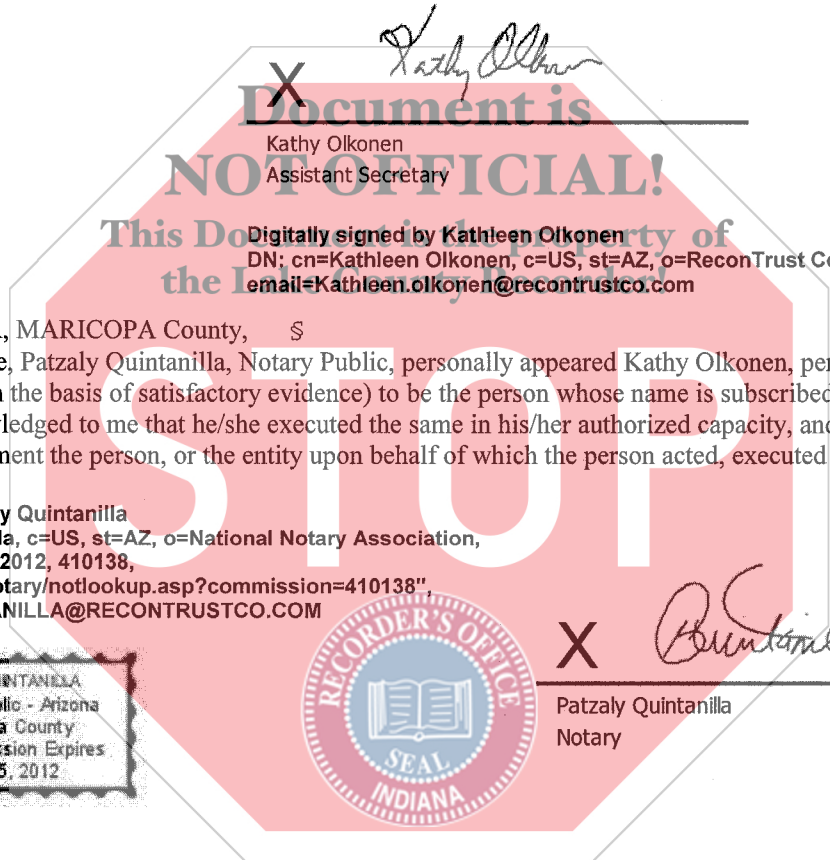 Kathy Olkonen
X
Document is
Kathy Olkonen
NOT OFFICIAL!
Assistant Secretary
This Document is the property of
Digitally signed by Kathleen Olkonen
DN; cn=Kathleen Olkonen, c=US, st=AZ, o=ReconTrust Co
the Lake County Recorder!
email=Kathleen.olkonen@recontrustco.com
, MARICOPA County, §
e, Patzaly Quintanilla, Notary Public, personally appeared Kathy Olkonen, per
n the basis of satisfactory evidence) to be the person whose name is subscribed
ledged to me that he/she executed the same in his/her authorized capacity, and
ment the person, or the entity upon behalf of which the person acted, executed
STOP
y Quintanilla
la, c=US, st=AZ, o=National Notary Association,
2012, 410138,
otary/notlookup.asp?commission=410138",
ANILLA@RECONTRUSTCO.COM
RECORDER'S OFFICE
SEAL
INDIANA
X
Patzaly Quintanilla
Notary
INTANILLA
lic - Arizona
a County
sion Expires
5, 2012